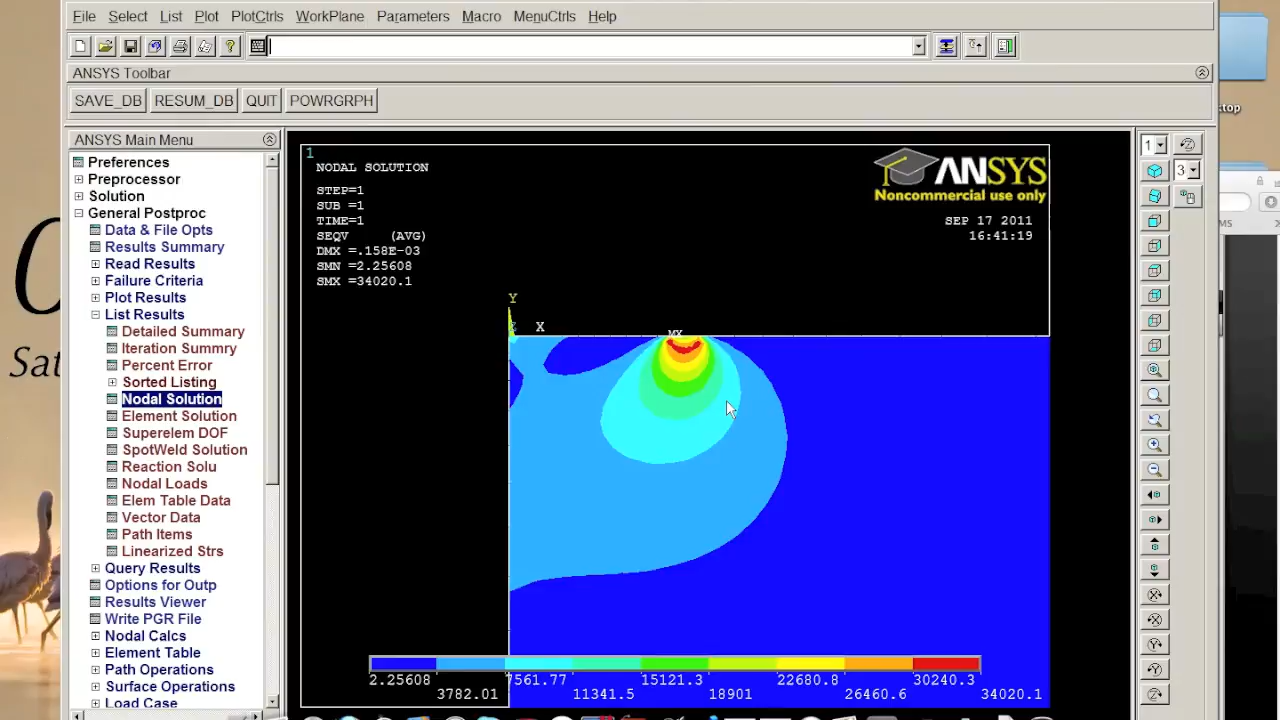 File Select List Plot PlotCtrls WorkPlane Parameters Macro MenuCtrls Help
ANSYS Toolbar
SAVE_DB RESUM_DB QUIT POWRGRPH
ANSYS Main Menu
Preferences
Preprocessor
Solution
General Postproc
Data & File Opts
Results Summary
Read Results
Failure Criteria
Plot Results
List Results
Detailed Summary
Iteration Summry
Percent Error
Sorted Listing
Nodal Solution
Element Solution
Superelem DOF
SpotWeld Solution
Reaction Solu
Nodal Loads
Elem Table Data
Vector Data
Path Items
Linearized Strs
Query Results
Options for Outp
Results Viewer
Write PGR File
Nodal Calcs
Element Table
Path Operations
Surface Operations
Load Case
1
NODAL SOLUTION
STEP=1
SUB =1
TIME=1
SEQV (AVG)
DMX =.158E-03
SMN =2.25608
SMX =34020.1
ANSYS
Noncommercial use only
SEP 17 2011
16:41:19
Y
X
MX
2.25608 7561.77 15121.3 22680.8 30240.3
3782.01 11341.5 18901 26460.6 34020.1
1
3
top
MS
Sat